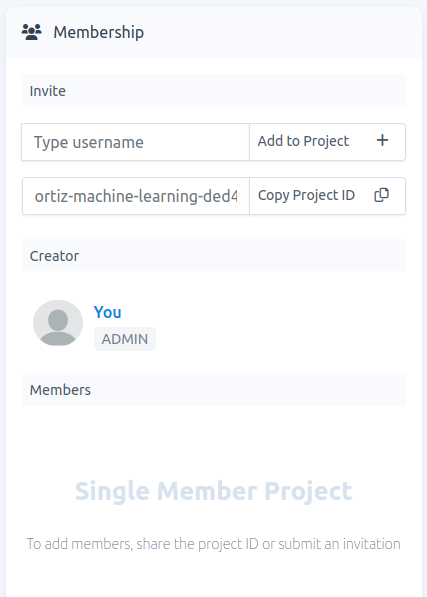 Membership
Invite
Type username Add to Project
ortiz-machine-learning-ded4 Copy Project ID
Creator
You
ADMIN
Members
Single Member Project
To add members, share the project ID or submit an invitation